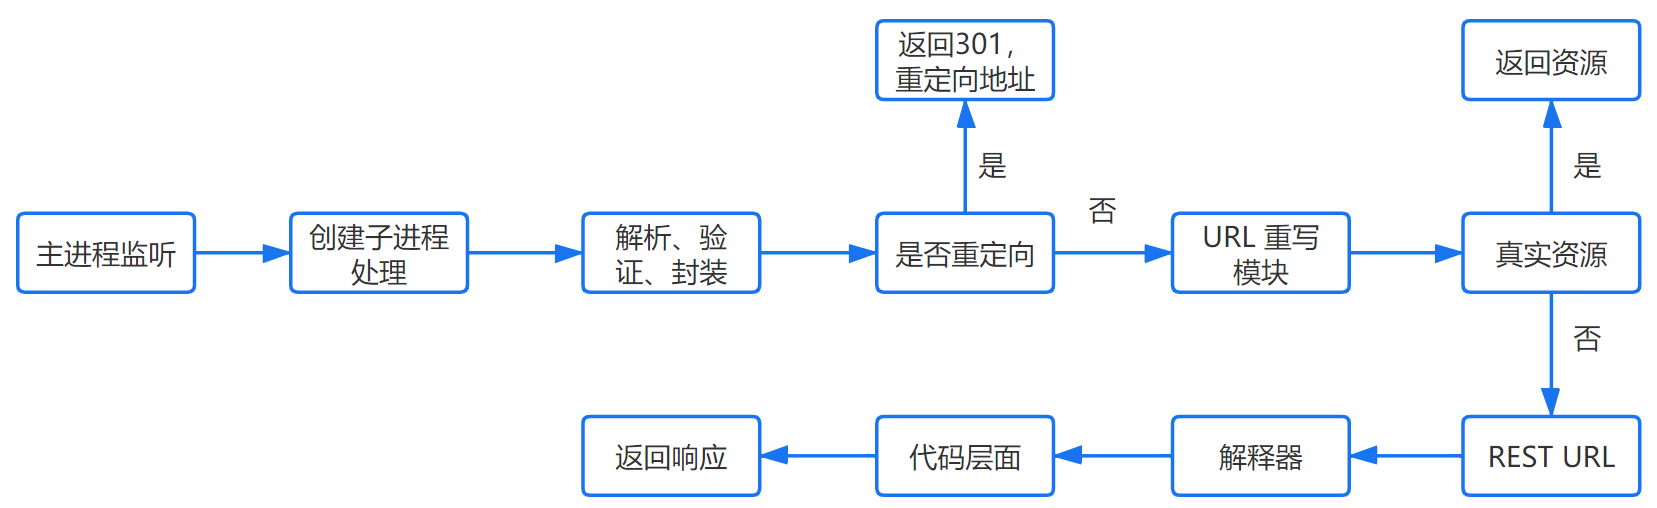 返回301，
重定向地址
返回资源
是
是
否
主进程监听
创建子进程
处理
解析、验
证、封装
是否重定向
URL 重写
模块
真实资源
否
返回响应
代码层面
解释器
REST URL